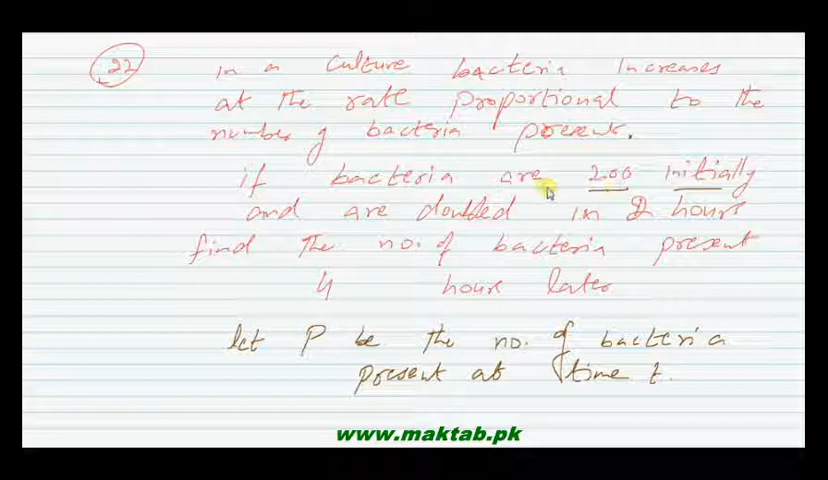 22
in a culture bacteria increases
at the rate proportional to the
number of bacteria present.
if bacteria are 200 initially
and are doubled in 2 hours
find the no. of bacteria present
4 hour later
let P be the no. of bacteria
present at time t.
www.maktab.pk